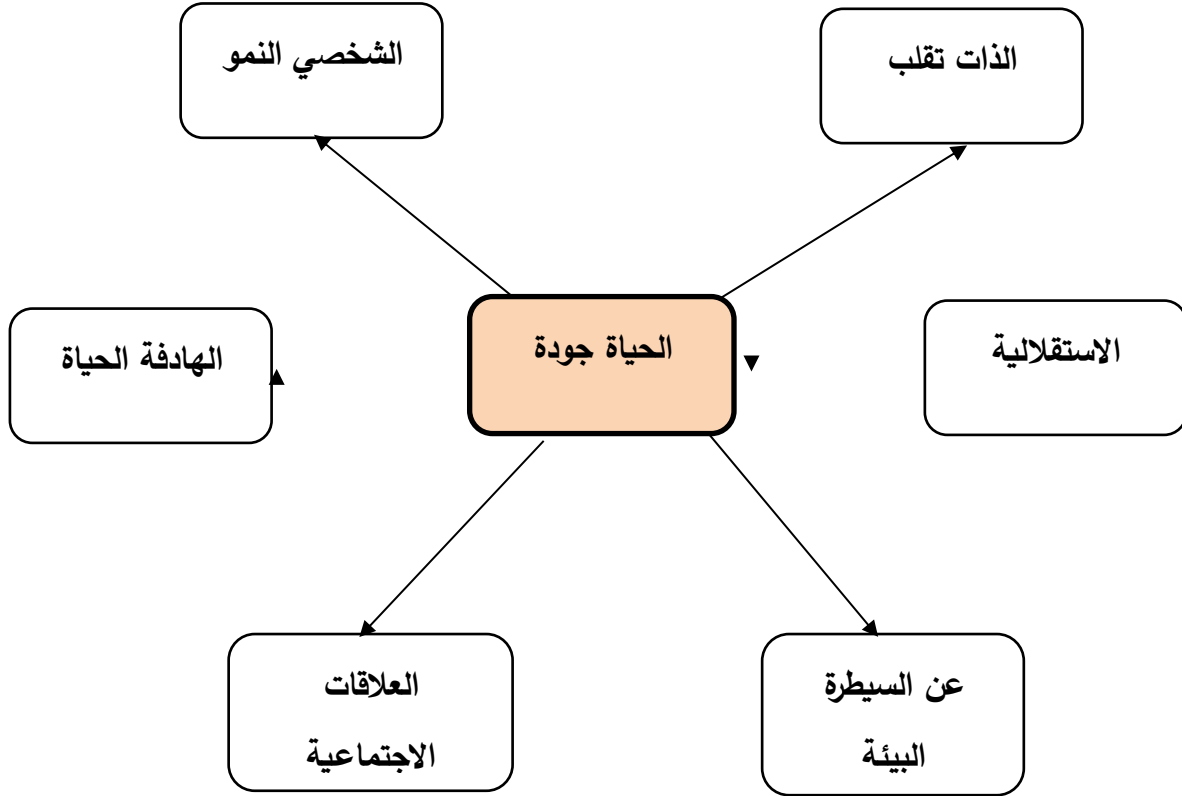 الشخصي النمو
الذات تقلب
الهادفة الحياة
الحياة جودة
الاستقلالية
العلاقات
الاجتماعية
عن السيطرة
البيئة